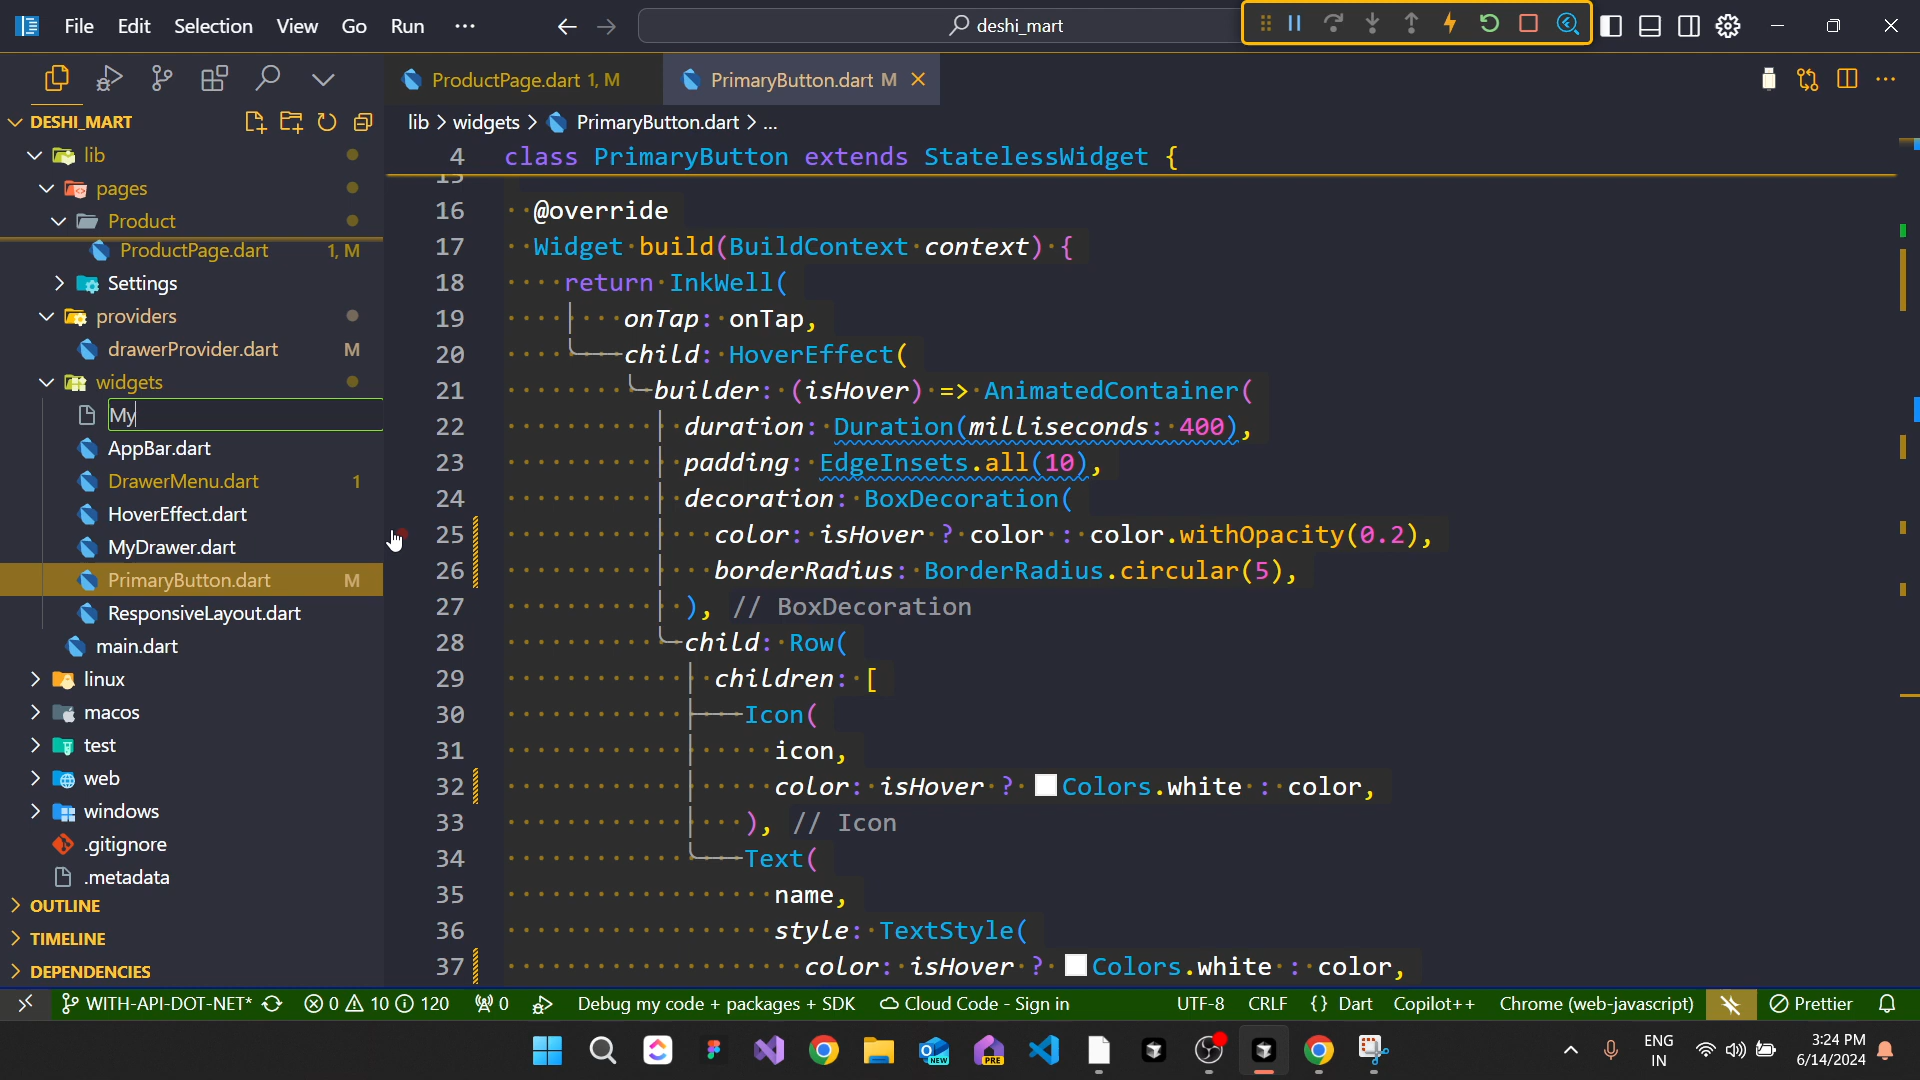 File Edit Selection View Go Run ··· deshi_mart
ProductPage.dart 1, M PrimaryButton.dart M
DESHI_MART
lib > widgets > PrimaryButton.dart > ...
lib
pages
Product
ProductPage.dart 1, M
Settings
providers
drawerProvider.dart M
widgets
My
AppBar.dart
DrawerMenu.dart 1
HoverEffect.dart
MyDrawer.dart
PrimaryButton.dart M
ResponsiveLayout.dart
main.dart
linux
macos
test
web
windows
.gitignore
.metadata
OUTLINE
TIMELINE
DEPENDENCIES
4 class PrimaryButton extends StatelessWidget {
15
16 @override
17 Widget build(BuildContext context) {
18 return InkWell(
19 onTap: onTap,
20 child: HoverEffect(
21 builder: (isHover) => AnimatedContainer(
22 duration: Duration(milliseconds: 400),
23 padding: EdgeInsets.all(10),
24 decoration: BoxDecoration(
25 color: isHover ? color : color.withOpacity(0.2),
26 borderRadius: BorderRadius.circular(5),
27 ), // BoxDecoration
28 child: Row(
29 children: [
30 Icon(
31 icon,
32 color: isHover ? Colors.white : color,
33 ), // Icon
34 Text(
35 name,
36 style: TextStyle(
37 color: isHover ? Colors.white : color,
WITH-API-DOT-NET* 0 10 120 0 Debug my code + packages + SDK Cloud Code - Sign in UTF-8 CRLF {} Dart Copilot++ Chrome (web-javascript) Prettier
NEW PRE ENG IN 3:24 PM
6/14/2024